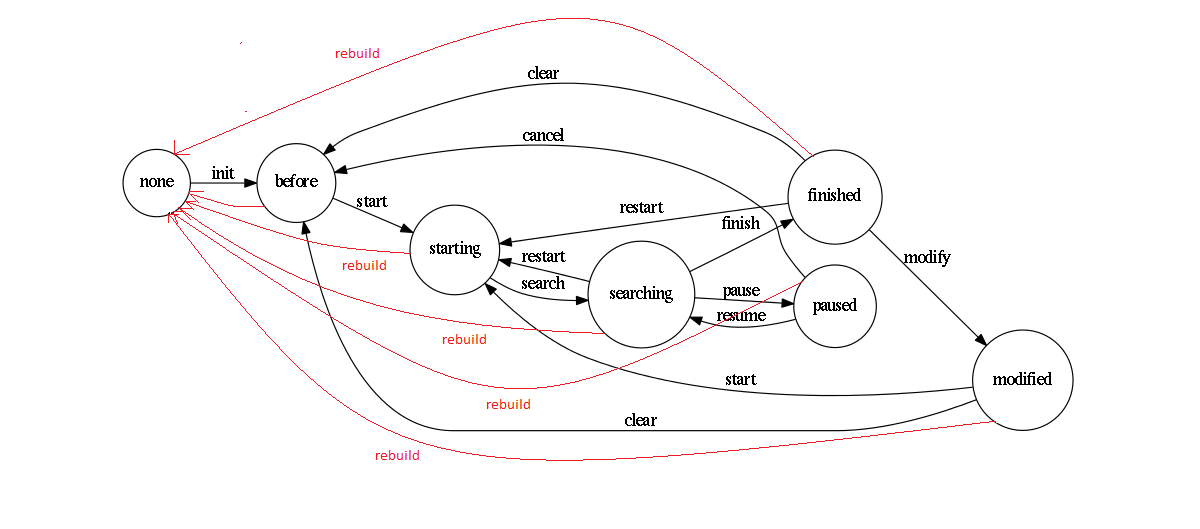 rebuild
clear
cancel
none
init
before
start
finished
restart
finish
modify
starting
restart
search
rebuild
searching
pause
resume
paused
rebuild
start
modified
rebuild
clear
rebuild